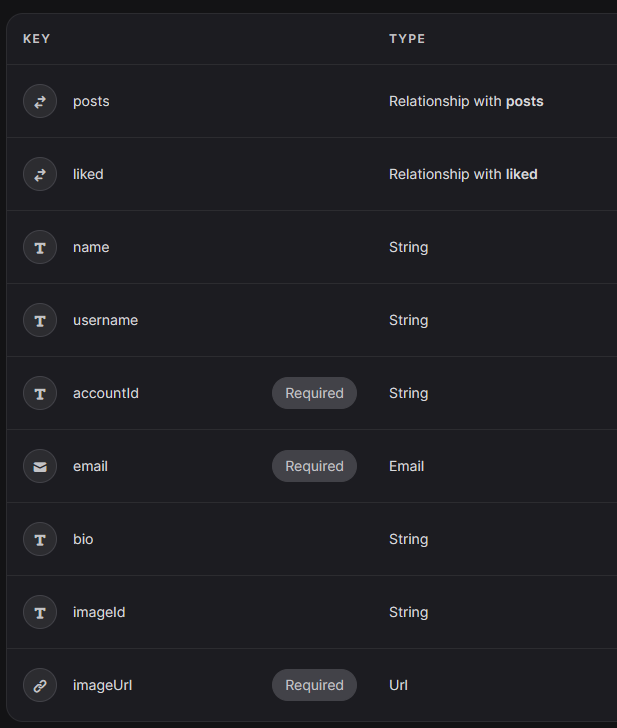 KEY TYPE
posts Relationship with posts
liked Relationship with liked
name String
username String
accountId Required String
email Required Email
bio String
imageId String
imageUrl Required Url